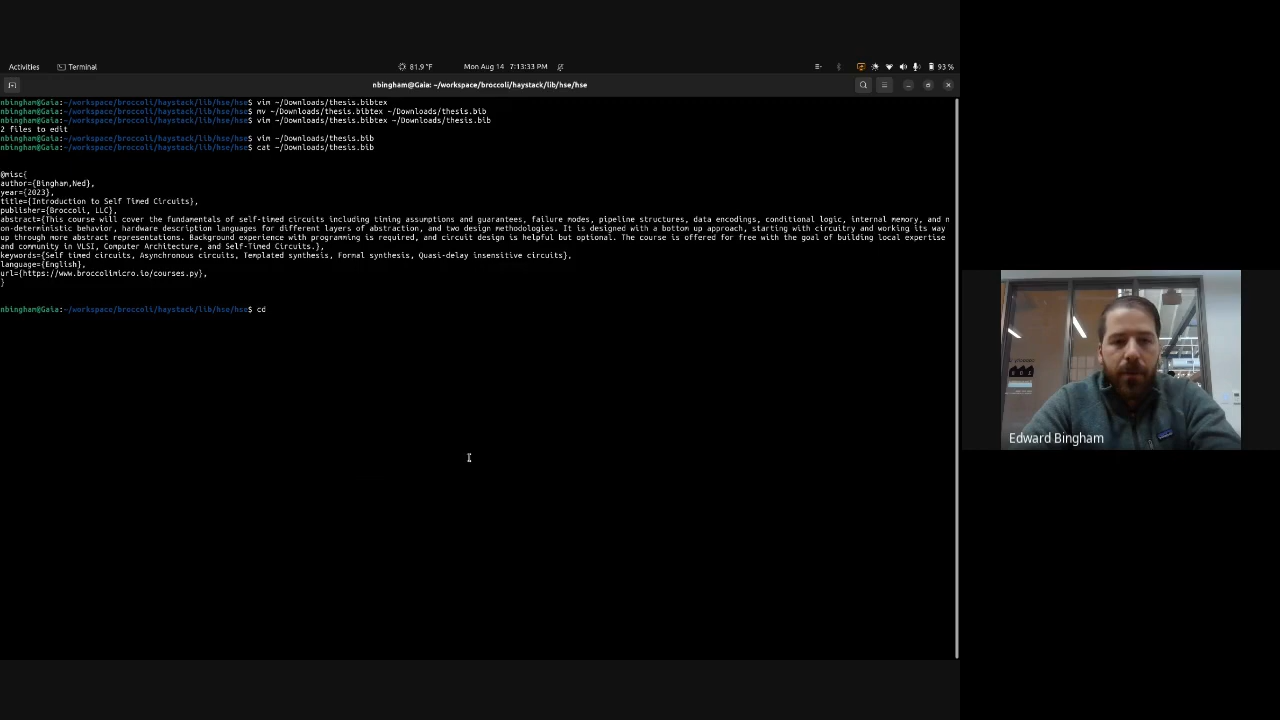 Activities
Terminal
81.9 °F
Mon Aug 14 7:13:33 PM
93 %
nbingham@Gaia: ~/workspace/broccoli/haystack/lib/hse/hse
nbingham@Gaia:~/workspace/broccoli/haystack/lib/hse/hse$ vim ~/Downloads/thesis.bibtex
nbingham@Gaia:~/workspace/broccoli/haystack/lib/hse/hse$ mv ~/Downloads/thesis.bibtex ~/Downloads/thesis.bib
nbingham@Gaia:~/workspace/broccoli/haystack/lib/hse/hse$ vim ~/Downloads/thesis.bibtex ~/Downloads/thesis.bib
2 files to edit
nbingham@Gaia:~/workspace/broccoli/haystack/lib/hse/hse$ vim ~/Downloads/thesis.bib
nbingham@Gaia:~/workspace/broccoli/haystack/lib/hse/hse$ cat ~/Downloads/thesis.bib
@misc{
author={Bingham,Ned},
year={2023},
title={Introduction to Self Timed Circuits},
publisher={Broccoli, LLC},
abstract={This course will cover the fundamentals of self-timed circuits including timing assumptions and guarantees, failure modes, pipeline structures, data encodings, conditional logic, internal memory, and n
on-deterministic behavior, hardware description languages for different layers of abstraction, and two design methodologies. It is designed with a bottom up approach, starting with circuitry and working its way
up through more abstract representations. Background experience with programming is required, and circuit design is helpful but optional. The course is offered for free with the goal of building local expertise
and community in VLSI, Computer Architecture, and Self-Timed Circuits.},
keywords={Self timed circuits, Asynchronous circuits, Templated synthesis, Formal synthesis, Quasi-delay insensitive circuits},
language={English},
url={https://www.broccolimicro.io/courses.py},
}
nbingham@Gaia:~/workspace/broccoli/haystack/lib/hse/hse$ cd
Edward Bingham